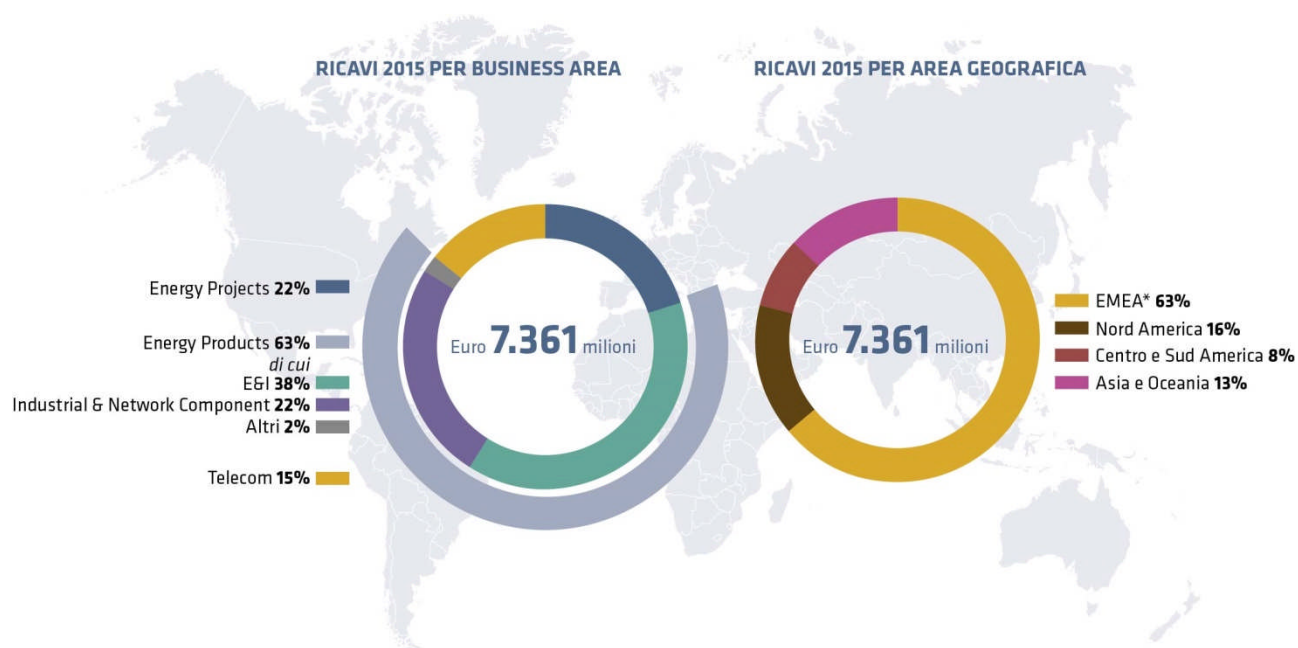 RICAVI 2015 PER BUSINESS AREA
Energy Projects 22%
Energy Products 63%
di cui
E&I 38%
Industrial & Network Component 22%
Altri 2%
Telecom 15%
Euro 7.361 milioni
RICAVI 2015 PER AREA GEOGRAFICA
Euro 7.361 milioni
EMEA* 63%
Nord America 16%
Centro e Sud America 8%
Asia e Oceania 13%